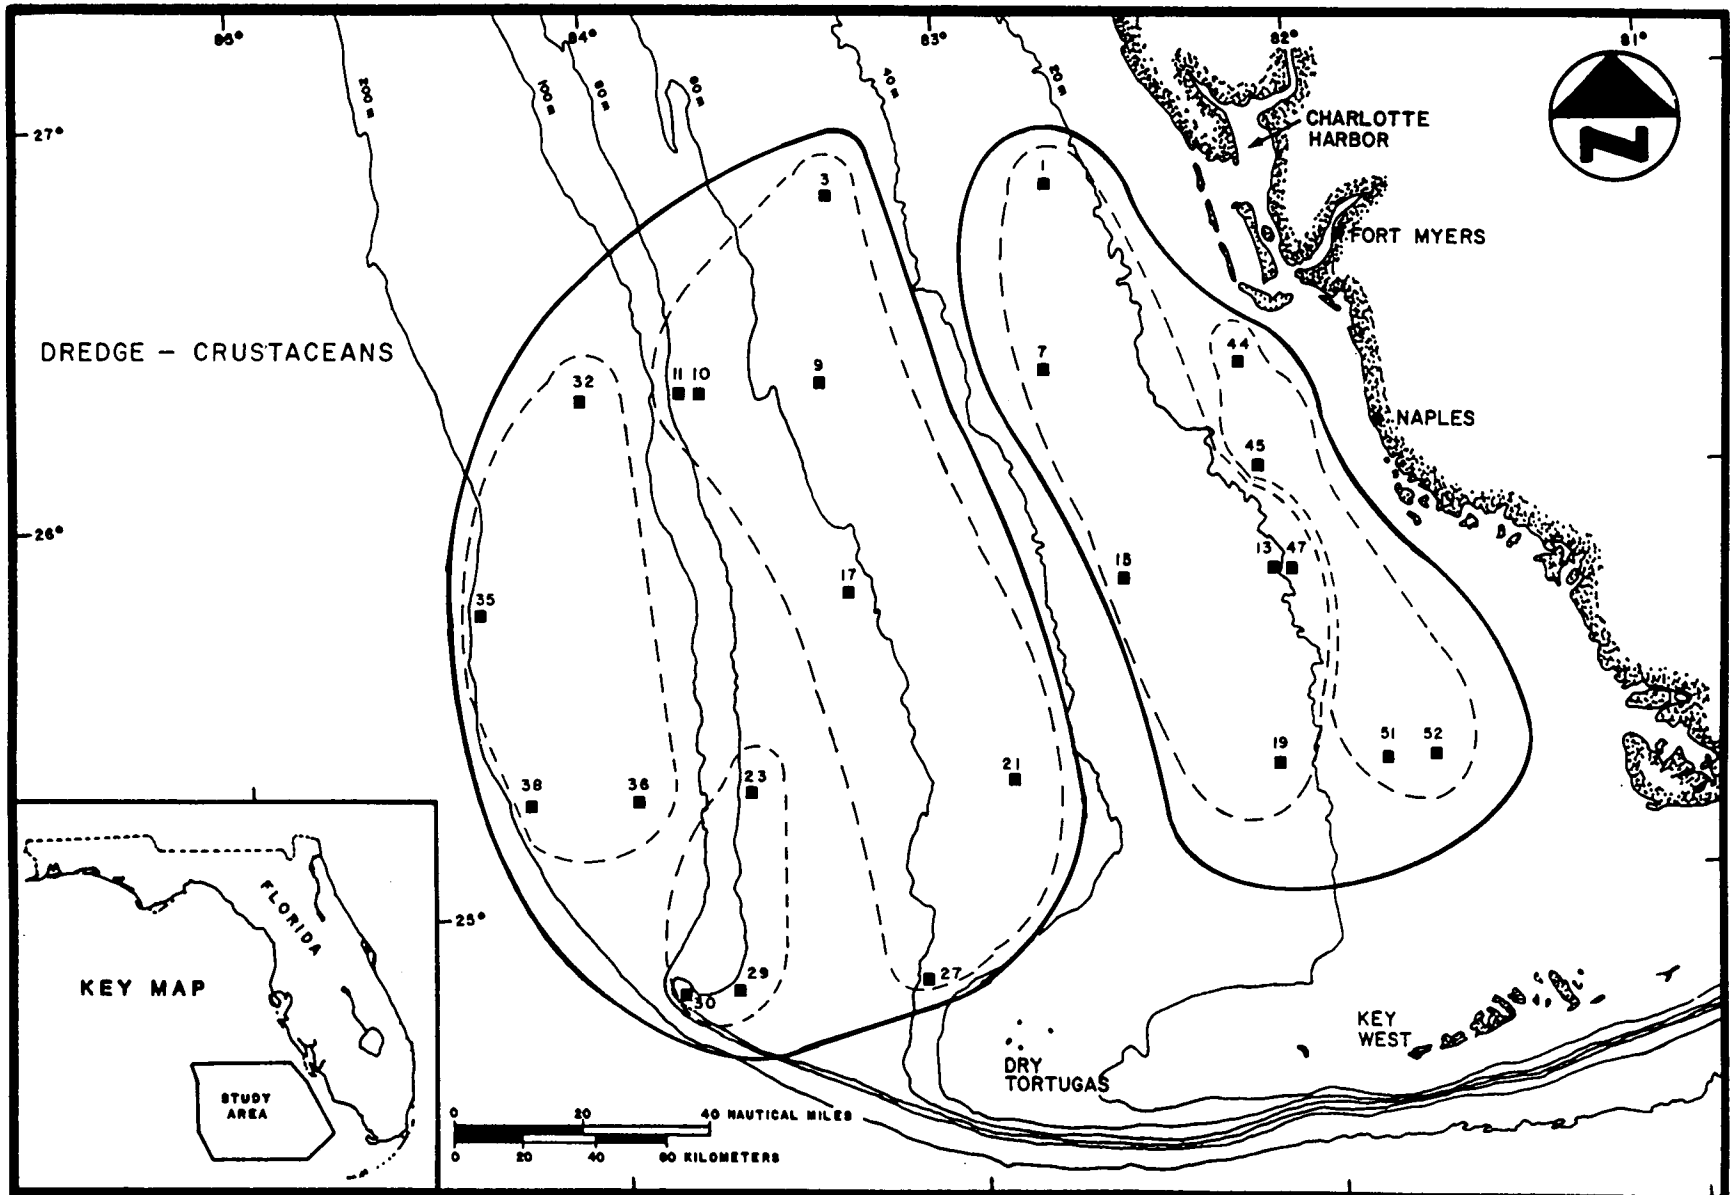 85°
84°
83°
82°
81°
200 m
100 m
80 m
60 m
40 m
20 m
27°
CHARLOTTE
HARBOR
N
3
1
FORT MYERS
DREDGE – CRUSTACEANS
44
32
11 10
9
7
NAPLES
45
26°
13 47
17
15
35
19
51
52
38
36
23
21
25°
29
27
30
FLORIDA
KEY MAP
STUDY
AREA
KEY
WEST
DRY
TORTUGAS
0 20 40 NAUTICAL MILES
0 20 40 60 KILOMETERS